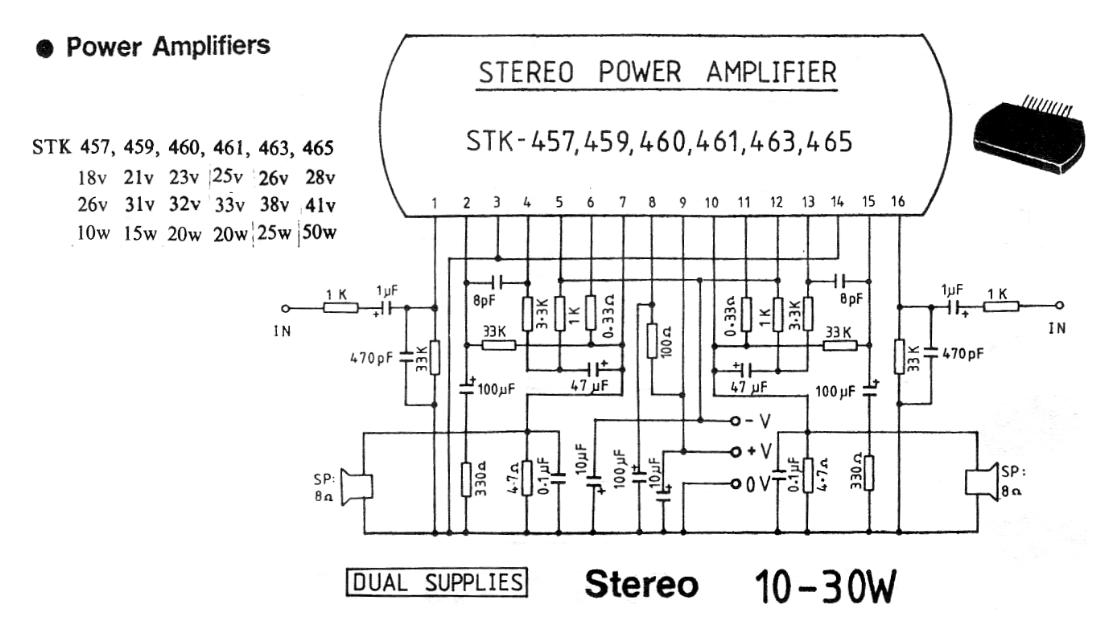 ● Power Amplifiers
STEREO POWER AMPLIFIER
STK-457,459,460,461,463,465
STK 457, 459, 460, 461, 463, 465
18v 21v 23v 25v 26v 28v
26v 31v 32v 33v 38v 41v
10w 15w 20w 20w 25w 50w
1 2 3 4 5 6 7 8 9 10 11 12 13 14 15 16
8pF
8pF
1K
1µF
+
IN
470pF
33K
33K
3·3K
1K
0·33Ω
100Ω
0·33Ω
1K
3·3K
33K
33K
1µF
+
1K
IN
470pF
+
100µF
47µF
+
+
47µF
100µF
+
- V
+ V
0V
SP:
8Ω
330Ω
4·7Ω
0·1µF
10µF
+
100µF
+
10µF
+
0·1µF
4·7Ω
330Ω
SP:
8Ω
DUAL SUPPLIES
Stereo
10-30W